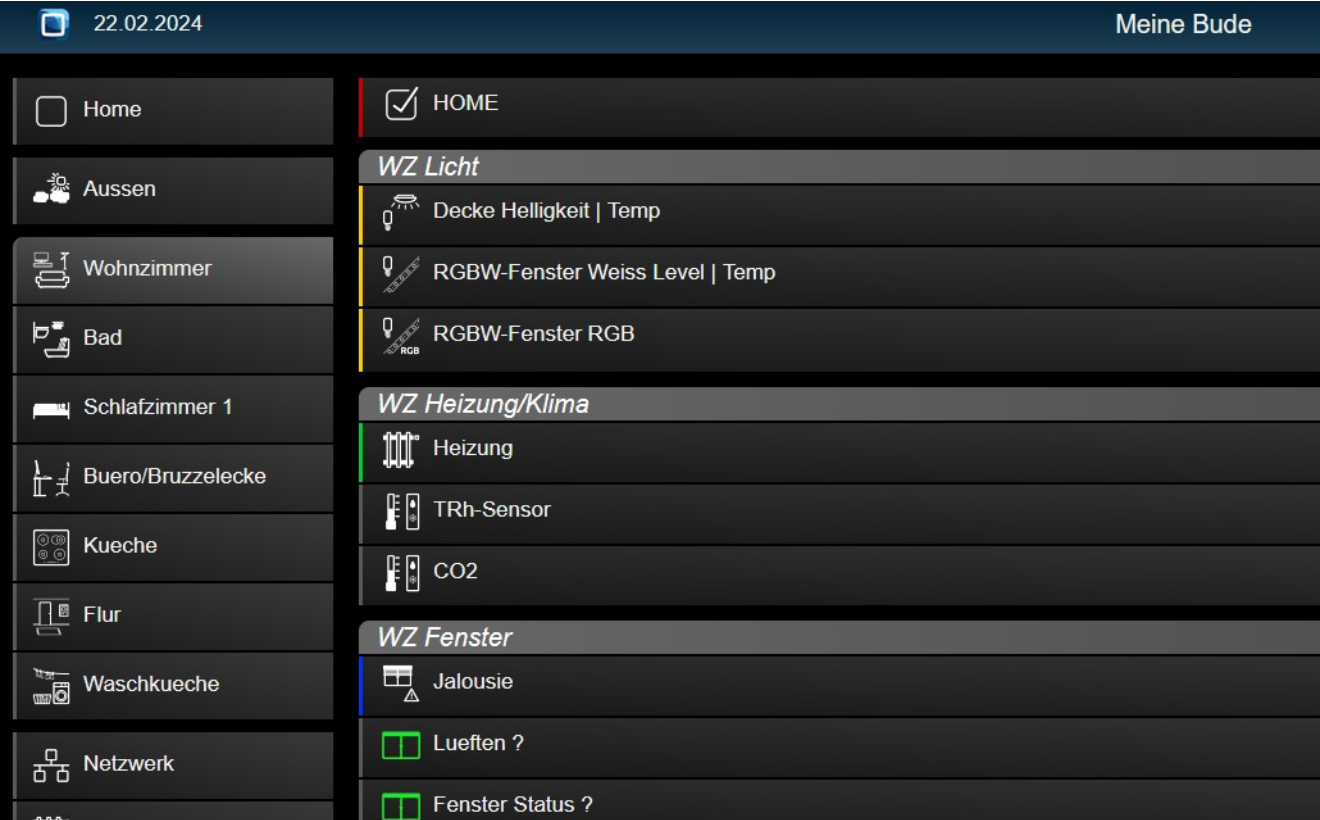 22.02.2024
Meine Bude
Home
Aussen
Wohnzimmer
Bad
Schlafzimmer 1
Buero/Bruzzelecke
Kueche
Flur
Waschkueche
Netzwerk
HOME
WZ Licht
Decke Helligkeit | Temp
RGBW-Fenster Weiss Level | Temp
RGB
RGBW-Fenster RGB
WZ Heizung/Klima
Heizung
TRh-Sensor
CO2
WZ Fenster
Jalousie
Lueften ?
Fenster Status ?